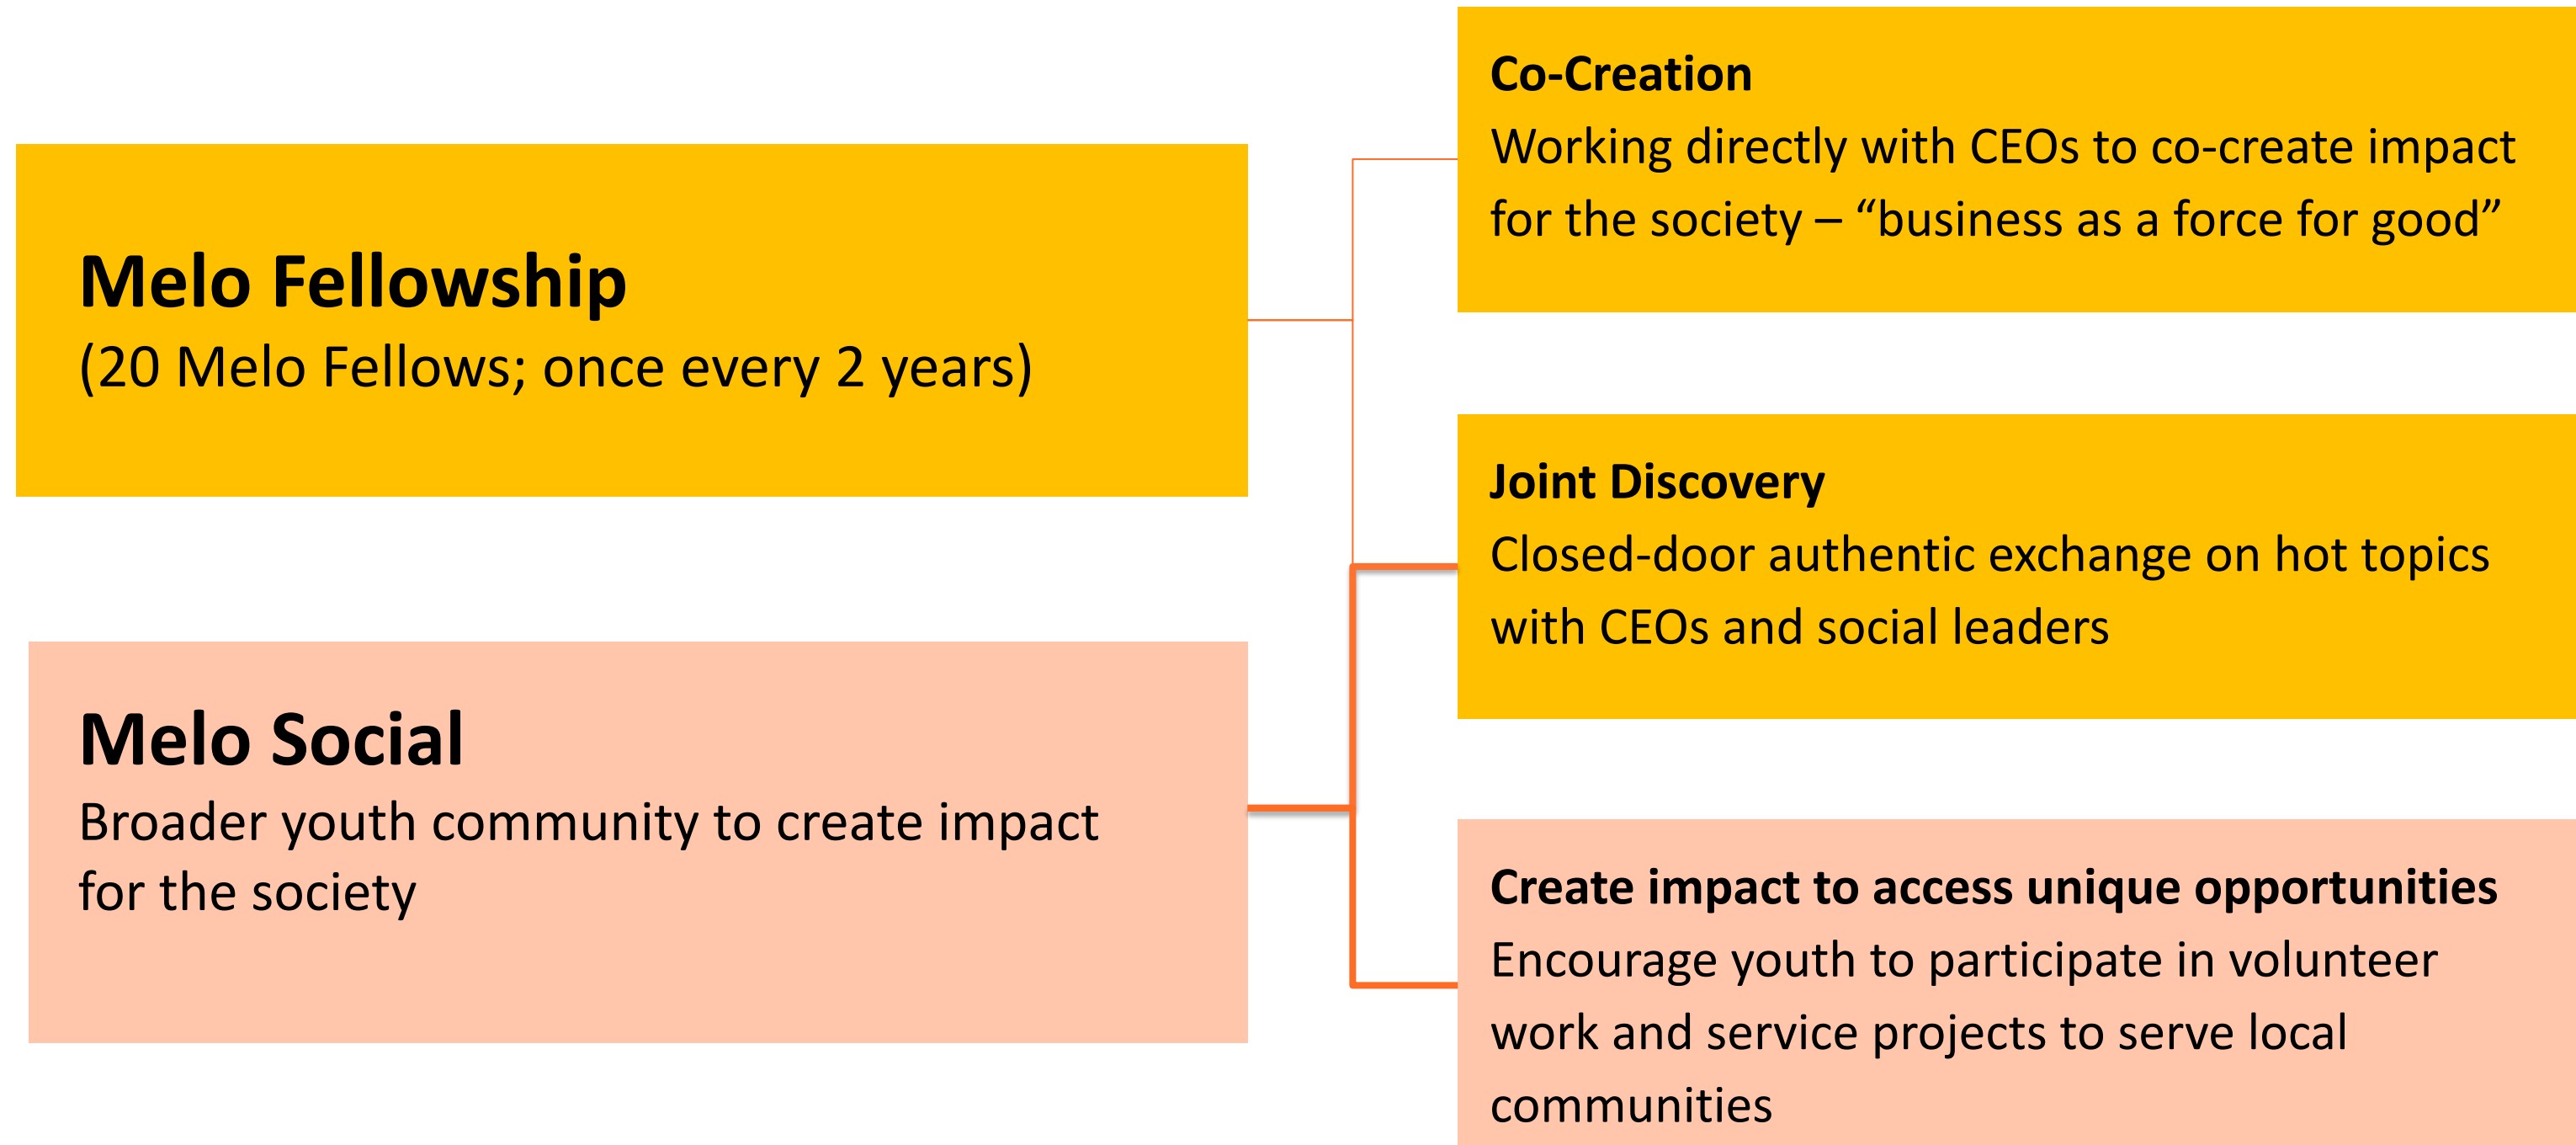 Melo Fellowship
(20 Melo Fellows; once every 2 years)
Melo Social
Broader youth community to create impact
for the society
Co-Creation
Working directly with CEOs to co-create impact
for the society – “business as a force for good”
Joint Discovery
Closed-door authentic exchange on hot topics
with CEOs and social leaders
Create impact to access unique opportunities
Encourage youth to participate in volunteer
work and service projects to serve local
communities